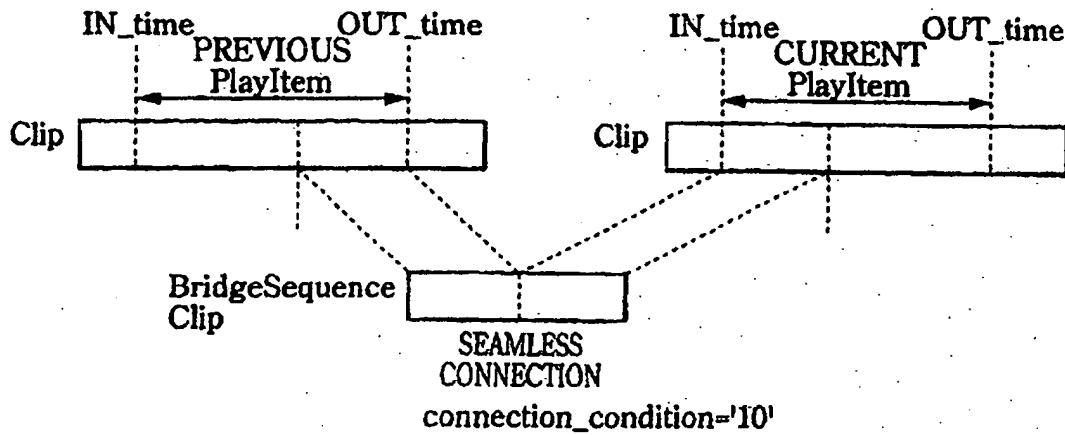 IN_time
OUT_time
PREVIOUS
PlayItem
Clip
IN_time
OUT_time
CURRENT
PlayItem
Clip
BridgeSequence
Clip
SEAMLESS
CONNECTION
connection_condition='10'